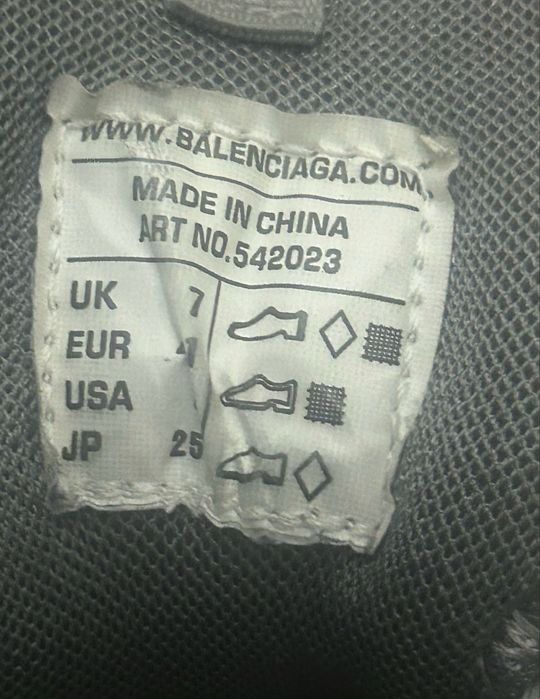 WWW.BALENCIAGA.COM
MADE IN CHINA
ART NO.542023
UK 7
EUR
USA
JP 25